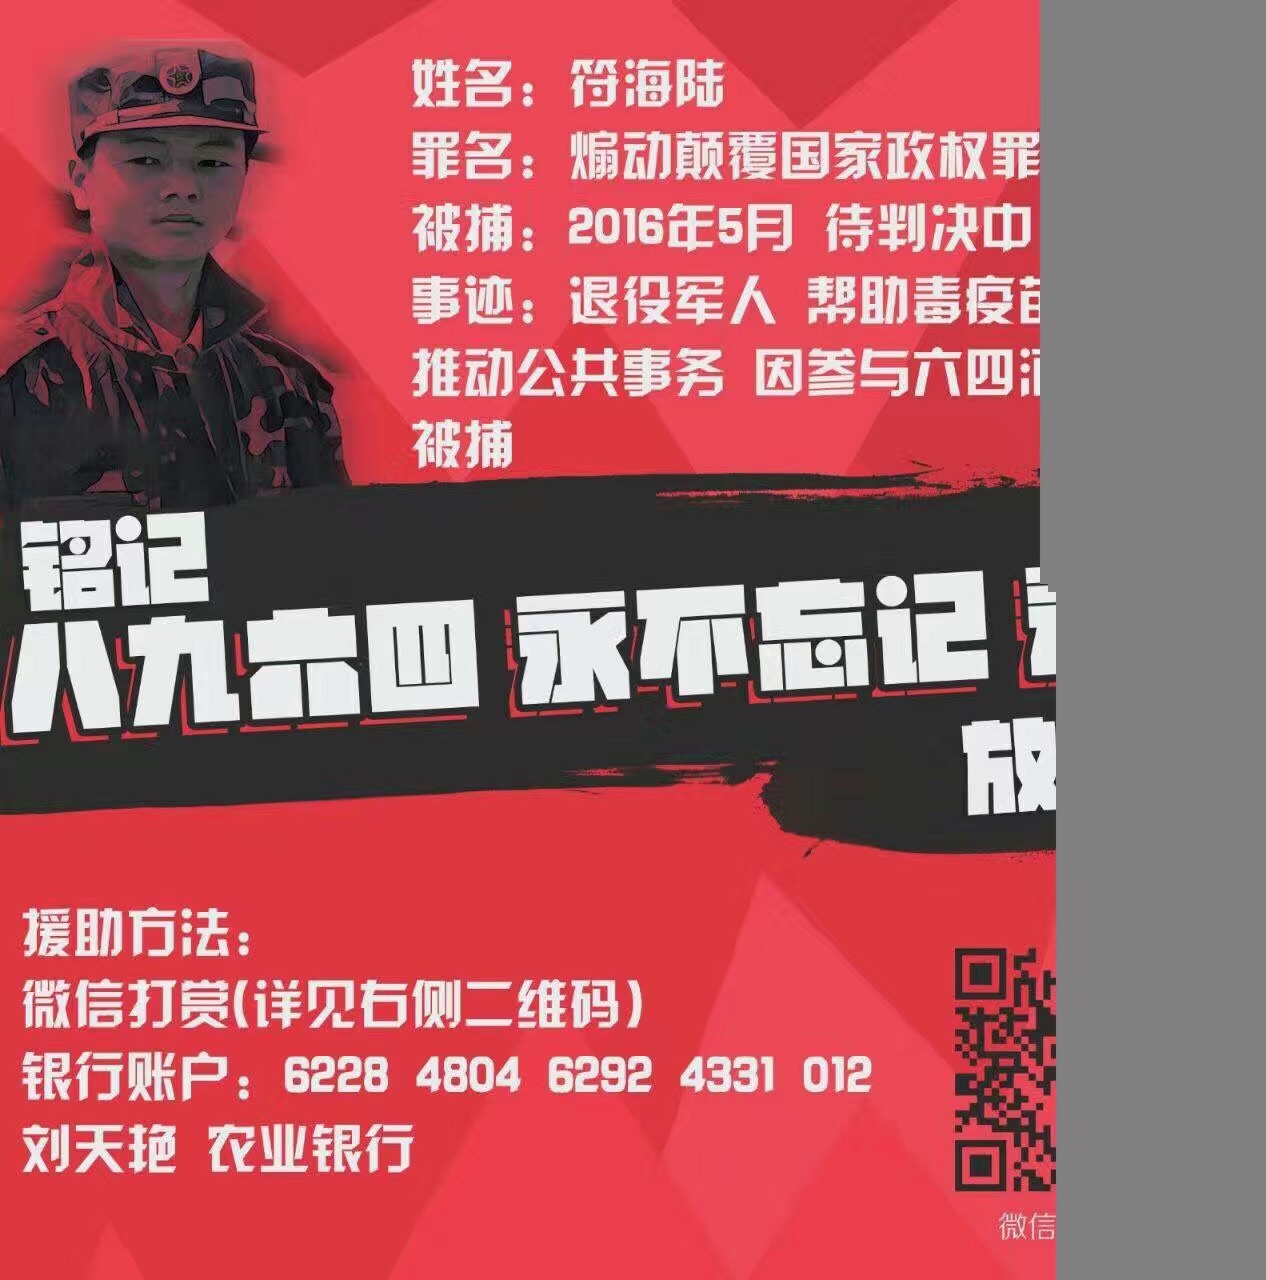 姓名：符海陆
罪名：煽动颠覆国家政权罪
被捕：2016年5月 待判决中
事迹：退役军人 帮助毒疫苗
推动公共事务 因参与六四酒
被捕
铭记
八九六四 永不忘记
放
援助方法：
微信打赏(详见右侧二维码)
银行账户：6228 4804 6292 4331 012
刘天艳 农业银行
微信